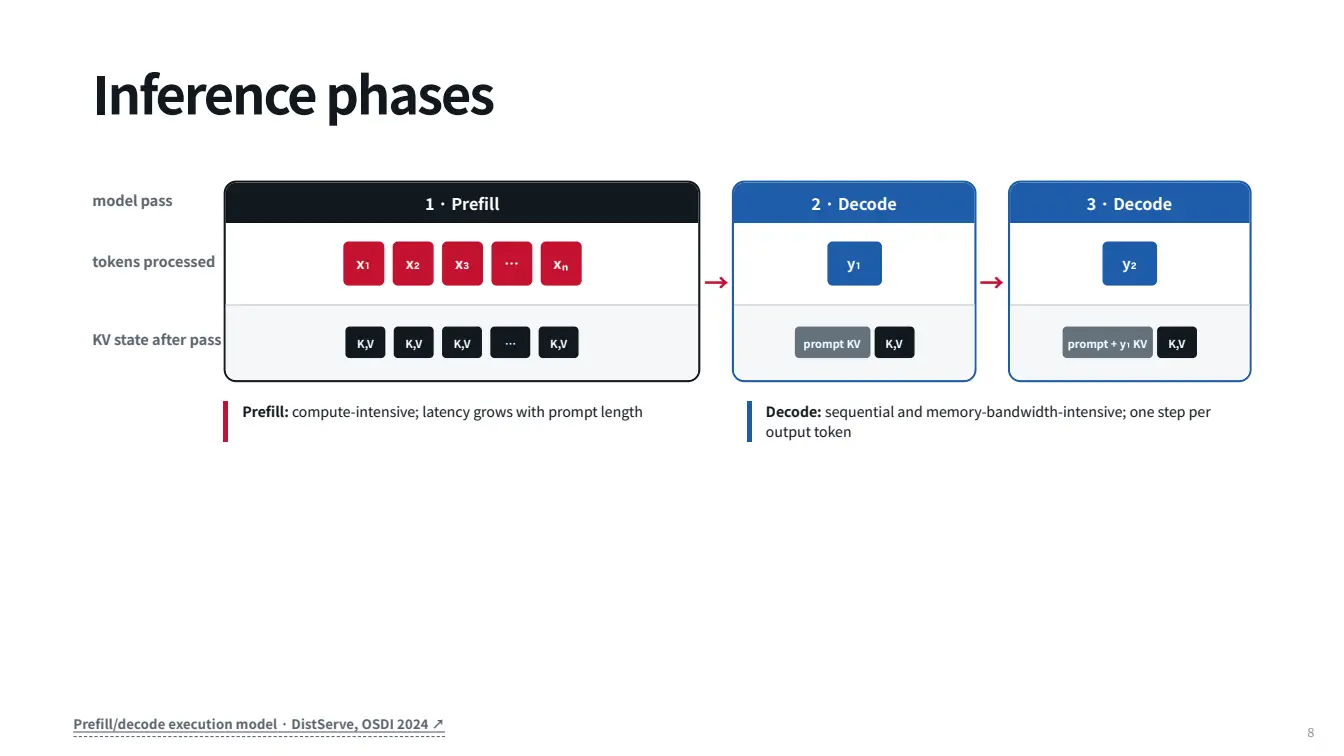 Inference phases
model pass
1 · Prefill
2 · Decode
3 · Decode
tokens processed
x₁ x₂ x₃ ··· xₙ
→
y₁
→
y₂
KV state after pass
K,V K,V K,V ··· K,V
prompt KV K,V
prompt + y₁ KV K,V
Prefill: compute-intensive; latency grows with prompt length
Decode: sequential and memory-bandwidth-intensive; one step per
output token
Prefill/decode execution model · DistServe, OSDI 2024 ↗
8